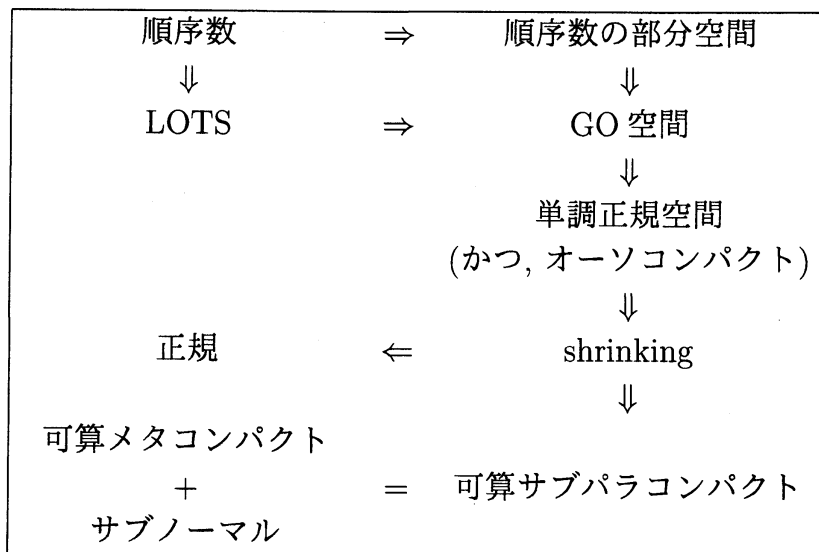 順序数 ⇒ 順序数の部分空間
⇓ ⇓
LOTS ⇒ GO 空間
⇓
単調正規空間
(かつ, オーソコンパクト)
⇓
正規 ⇐ shrinking
⇓
可算メタコンパクト
+ = 可算サブパラコンパクト
サブノーマル